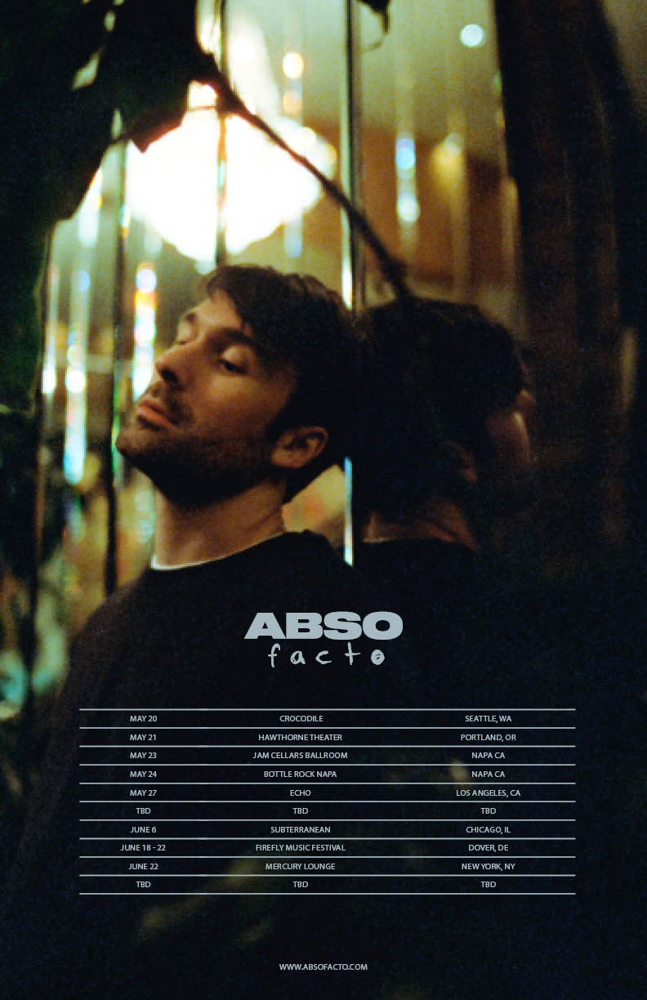 ABSO
facto
MAY 20 CROCODILE SEATTLE, WA
MAY 21 HAWTHORNE THEATER PORTLAND, OR
MAY 23 JAM CELLARS BALLROOM NAPA CA
MAY 24 BOTTLE ROCK NAPA NAPA CA
MAY 27 ECHO LOS ANGELES, CA
TBD TBD TBD
JUNE 6 SUBTERRANEAN CHICAGO, IL
JUNE 18 - 22 FIREFLY MUSIC FESTIVAL DOVER, DE
JUNE 22 MERCURY LOUNGE NEW YORK, NY
TBD TBD TBD
WWW.ABSOFACTO.COM